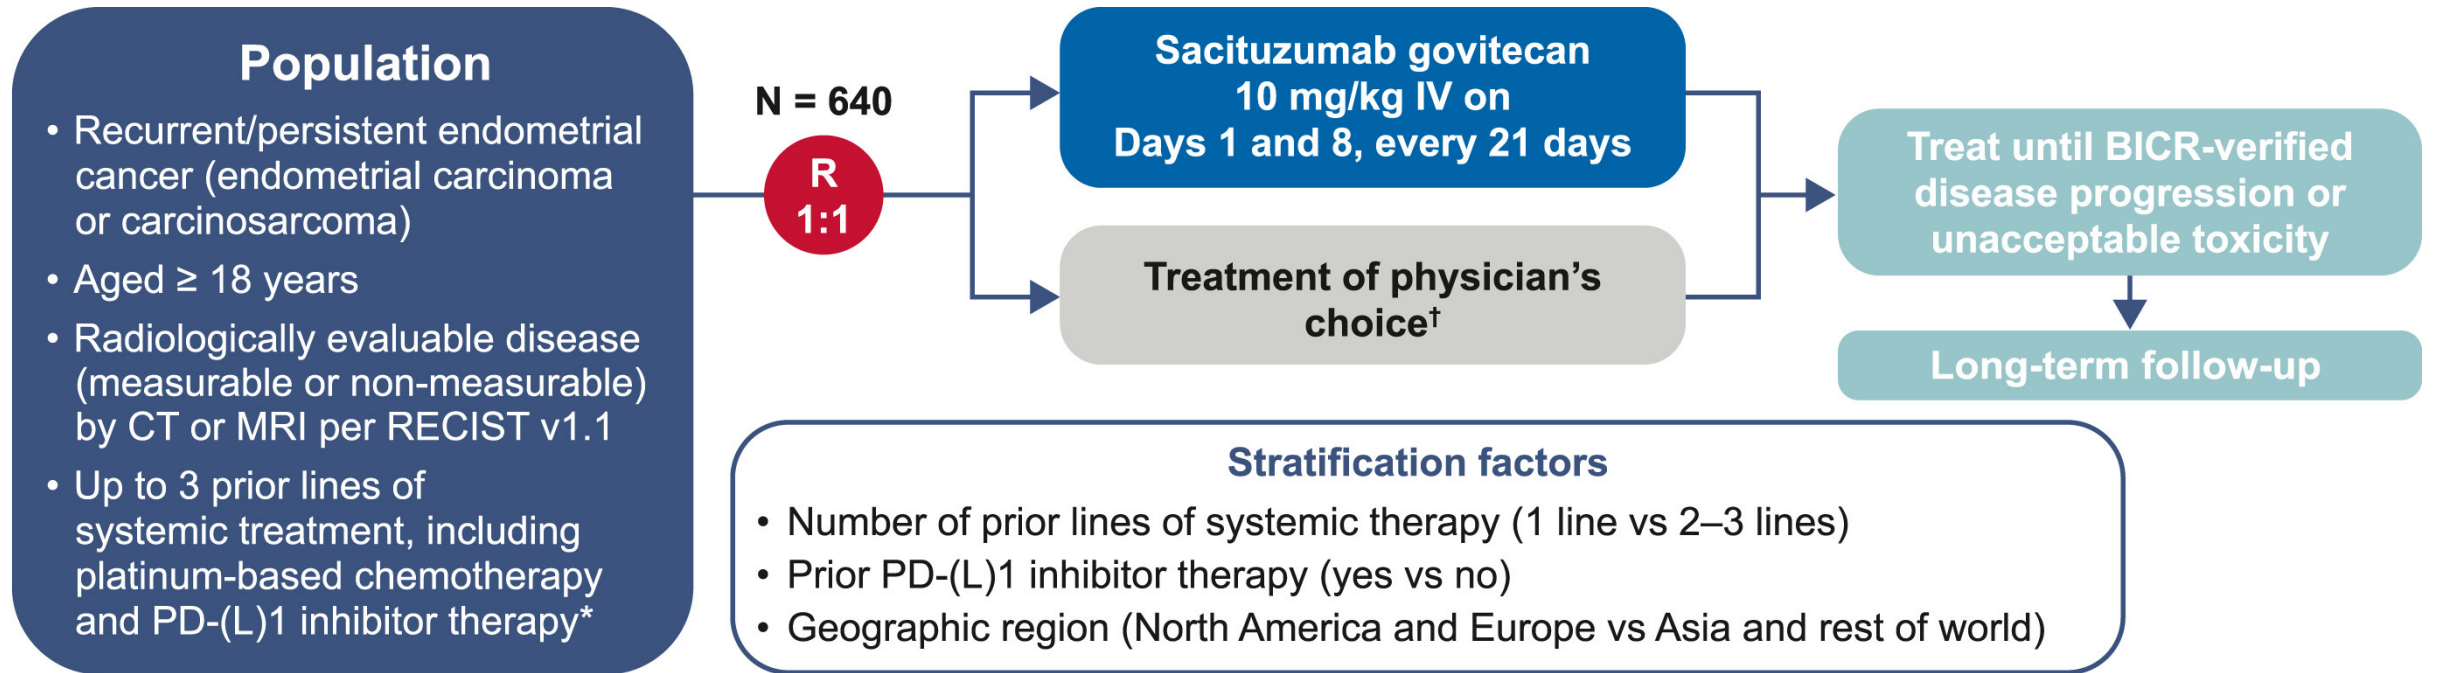 Population
• Recurrent/persistent endometrial
cancer (endometrial carcinoma
or carcinosarcoma)
• Aged ≥ 18 years
• Radiologically evaluable disease
(measurable or non-measurable)
by CT or MRI per RECIST v1.1
• Up to 3 prior lines of
systemic treatment, including
platinum-based chemotherapy
and PD-(L)1 inhibitor therapy*
N = 640
R
1:1
Sacituzumab govitecan
10 mg/kg IV on
Days 1 and 8, every 21 days
Treatment of physician’s
choice†
Treat until BICR-verified
disease progression or
unacceptable toxicity
Long-term follow-up
Stratification factors
• Number of prior lines of systemic therapy (1 line vs 2–3 lines)
• Prior PD-(L)1 inhibitor therapy (yes vs no)
• Geographic region (North America and Europe vs Asia and rest of world)